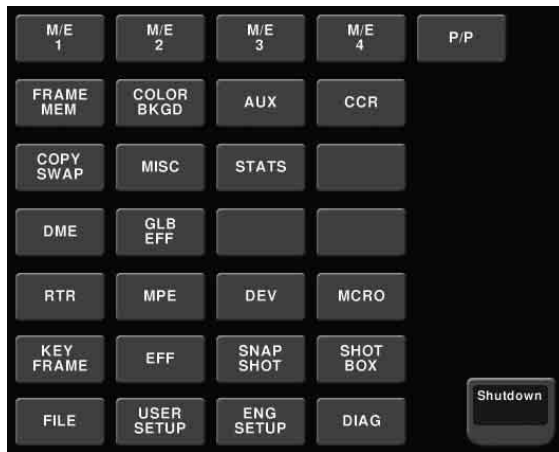 M/E 1
M/E 2
M/E 3
M/E 4
P/P
FRAME MEM
COLOR BKGD
AUX
CCR
COPY SWAP
MISC
STATS
DME
GLB EFF
RTR
MPE
DEV
MCRO
KEY FRAME
EFF
SNAP SHOT
SHOT BOX
Shutdown
FILE
USER SETUP
ENG SETUP
DIAG